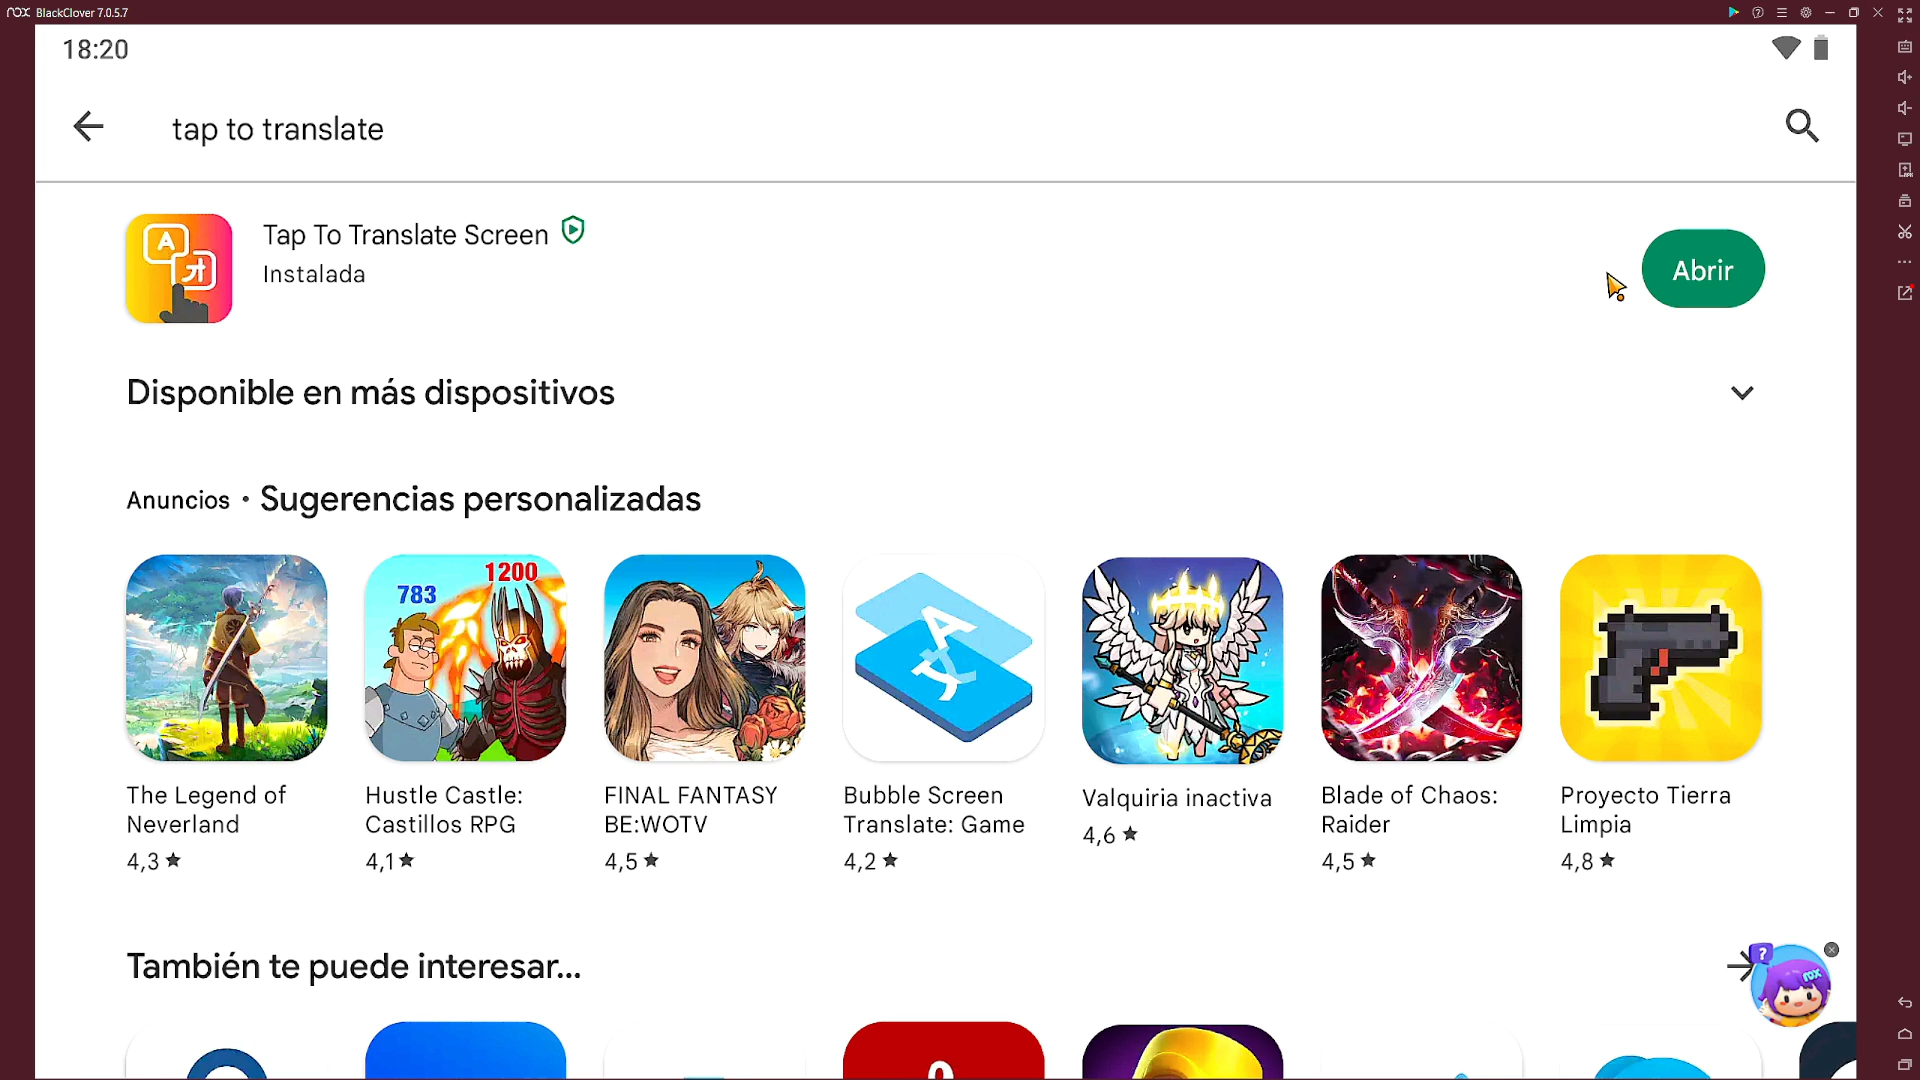 nox BlackClover 7.0.5.7
18:20
tap to translate
Tap To Translate Screen
Instalada
Abrir
Disponible en más dispositivos
Anuncios • Sugerencias personalizadas
783
1200
The Legend of
Neverland
4,3 ★
Hustle Castle:
Castillos RPG
4,1 ★
FINAL FANTASY
BE:WOTV
4,5 ★
Bubble Screen
Translate: Game
4,2 ★
Valquiria inactiva
4,6 ★
Blade of Chaos:
Raider
4,5 ★
Proyecto Tierra
Limpia
4,8 ★
También te puede interesar...
nox